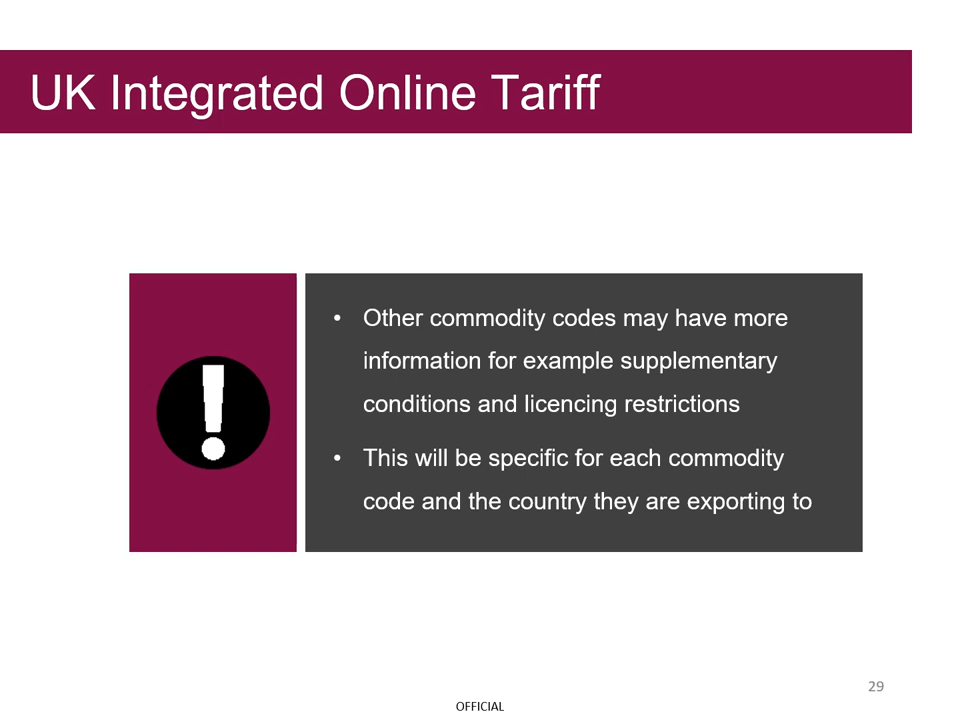 UK Integrated Online Tariff
• Other commodity codes may have more
information for example supplementary
conditions and licencing restrictions
• This will be specific for each commodity
code and the country they are exporting to
29
OFFICIAL